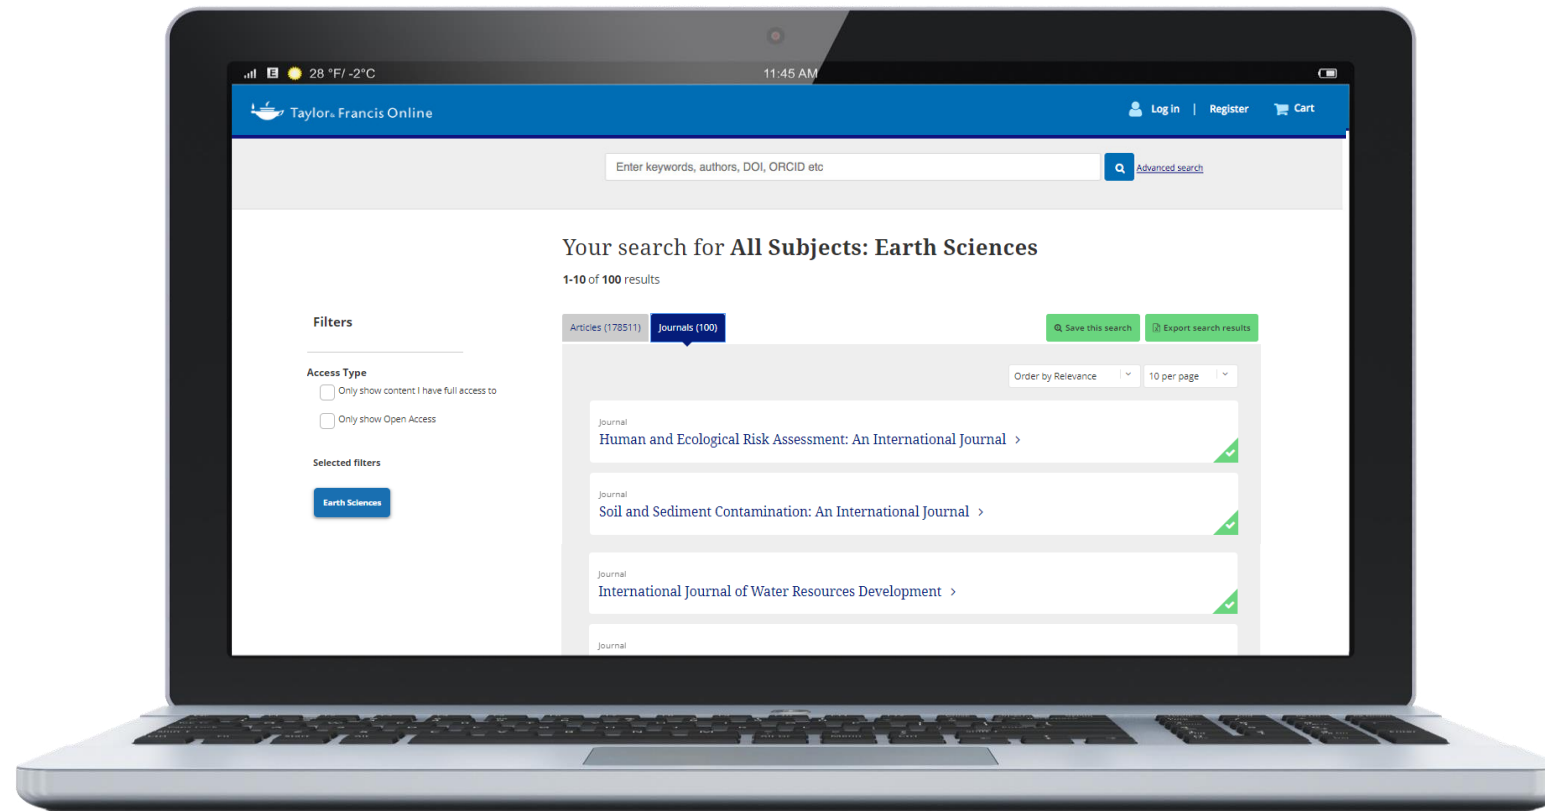 28 °F/ -2°C
11:45 AM
Taylor & Francis Online
Log in | Register
Cart
Enter keywords, authors, DOI, ORCID etc
Advanced search
Your search for All Subjects: Earth Sciences
1-10 of 100 results
Filters
Articles (178511)
Journals (100)
Save this search
Export search results
Access Type
Only show content I have full access to
Only show Open Access
Selected filters
Earth Sciences
Order by Relevance
10 per page
Journal
Human and Ecological Risk Assessment: An International Journal
Journal
Soil and Sediment Contamination: An International Journal
Journal
International Journal of Water Resources Development
Journal